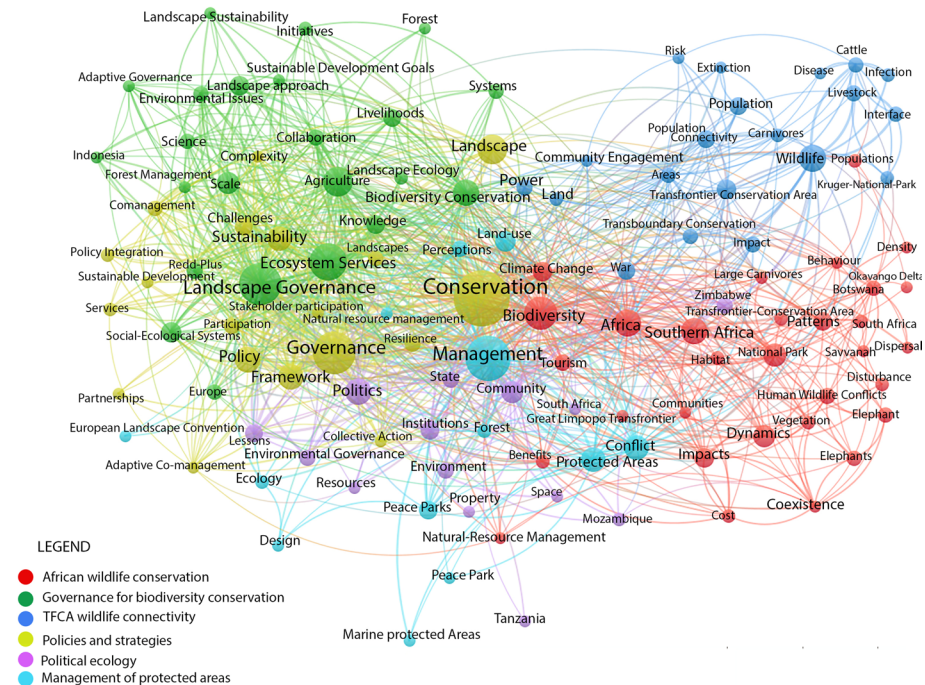 Landscape Sustainability
Initiatives
Forest
Risk
Cattle
Adaptive Governance
Sustainable Development Goals
Extinction
Disease
Infection
Landscape approach
Systems
Livestock
Environmental Issues
Population
Livelihoods
Interface
Science
Collaboration
Population
Connectivity
Carnivores
Indonesia
Complexity
Landscape
Community Engagement
Wildlife
Populations
Forest Management
Scale
Agriculture
Landscape Ecology
Power
Areas
Kruger-National-Park
Comanagement
Biodiversity Conservation
Land
Transfrontier Conservation Area
Challenges
Knowledge
Transboundary Conservation
Sustainability
Land-use
Impact
Density
Policy Integration
Landscapes
Perceptions
Redd-Plus
Ecosystem Services
Climate Change
War
Behaviour
Sustainable Development
Large Carnivores
Okavango Delta
Landscape Governance
Conservation
Botswana
Services
Stakeholder participation
Zimbabwe
Natural resource management
Biodiversity
Transfrontier-Conservation Area
Participation
Africa
Southern Africa
Patterns
South Africa
Social-Ecological Systems
Resilience
Policy
Governance
Management
Tourism
Habitat
National Park
Savvanah
Dispersal
Framework
State
Disturbance
Partnerships
Europe
Politics
Community
Human Wildlife Conflicts
South Africa
Communities
European Landscape Convention
Institutions
Forest
Great Limpopo Transfrontier
Vegetation
Elephant
Lessons
Collective Action
Dynamics
Environmental Governance
Conflict
Adaptive Co-management
Environment
Benefits
Protected Areas
Impacts
Elephants
Ecology
Resources
Space
Peace Parks
Property
Coexistence
Mozambique
Cost
Design
Natural-Resource Management
LEGEND
Peace Park
African wildlife conservation
Governance for biodiversity conservation
TFCA wildlife connectivity
Tanzania
Marine protected Areas
Policies and strategies
Political ecology
Management of protected areas